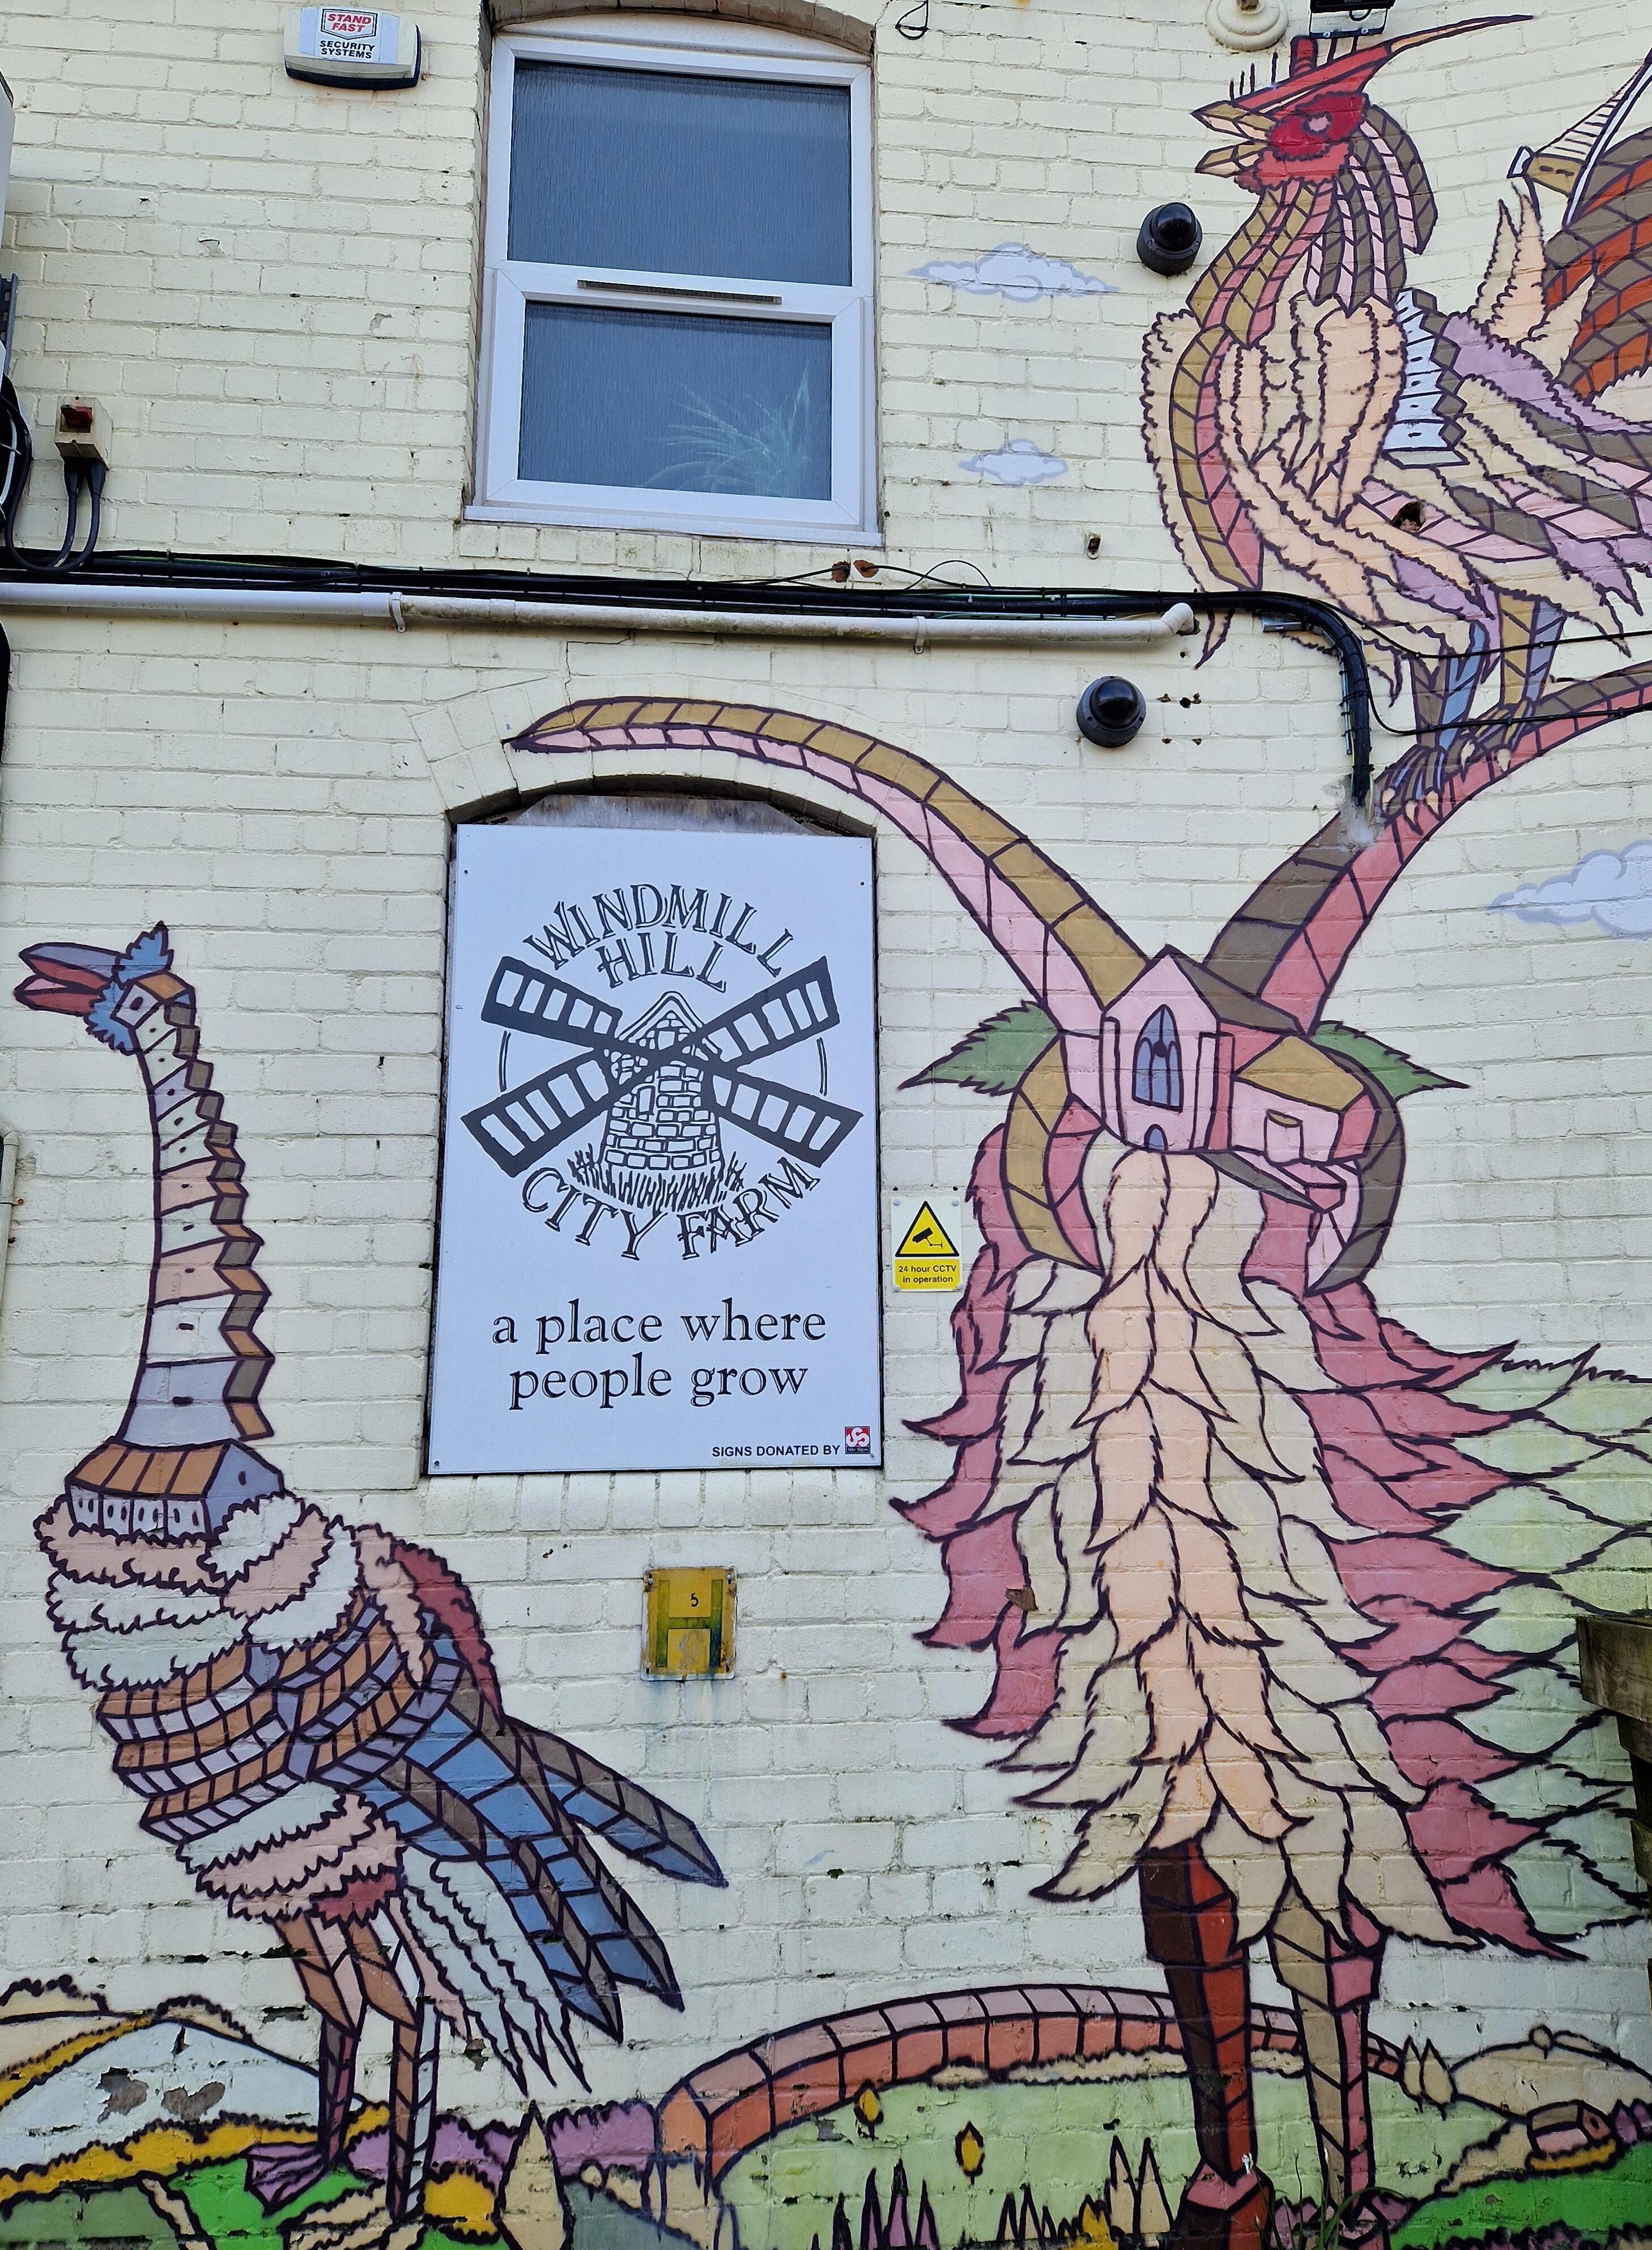 STAND
FAST
SECURITY
SYSTEMS
WINDMILL
HILL
CITY FARM
24 hour CCTV
in operation
a place where
people grow
SIGNS DONATED BY
5
H